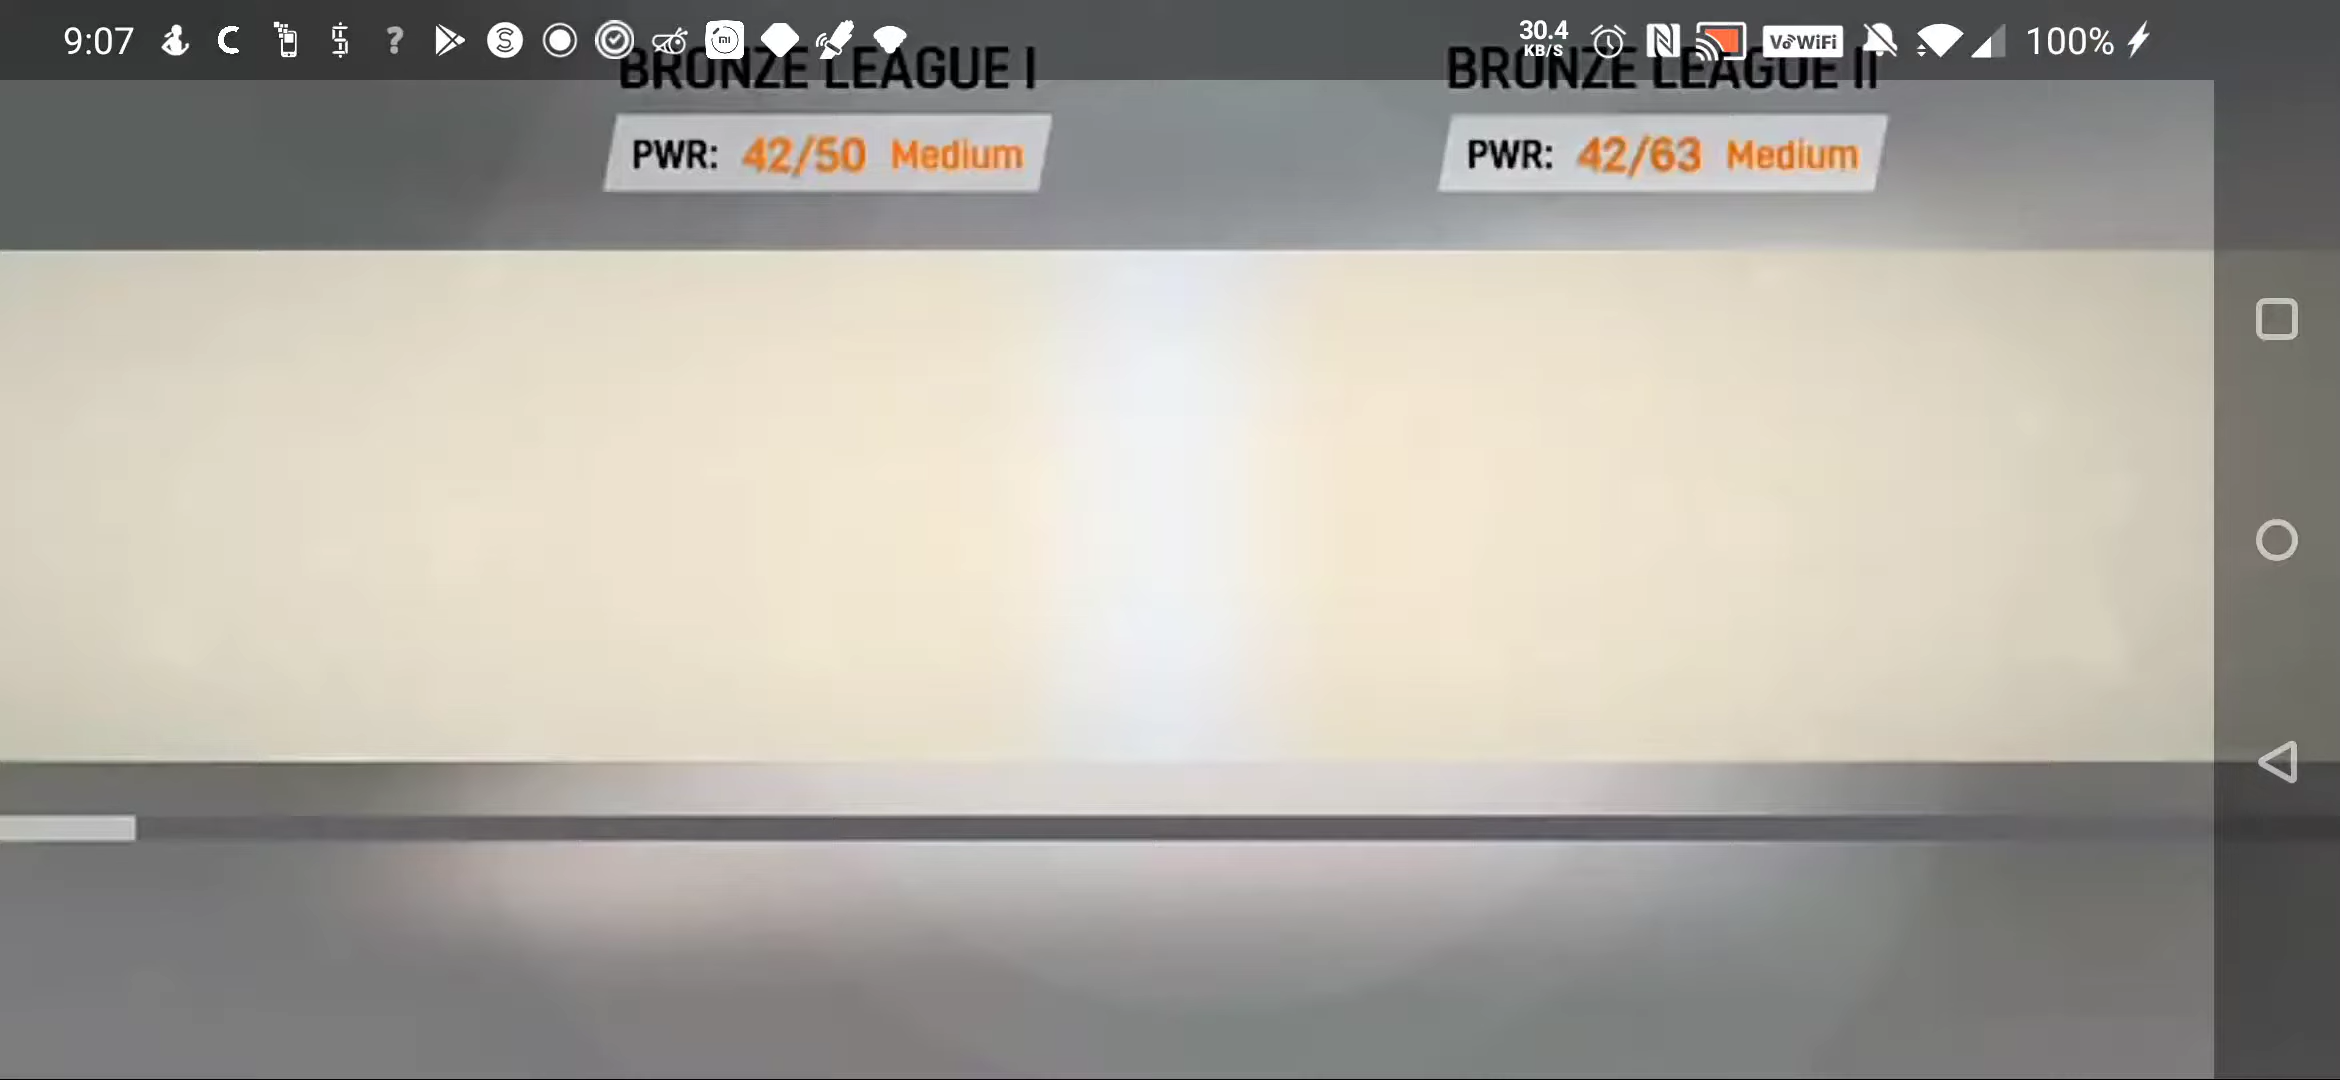 9:07
30.4
KB/S
VoWiFi
100%
BRONZE LEAGUE I
BRONZE LEAGUE II
PWR: 42/50 Medium
PWR: 42/63 Medium